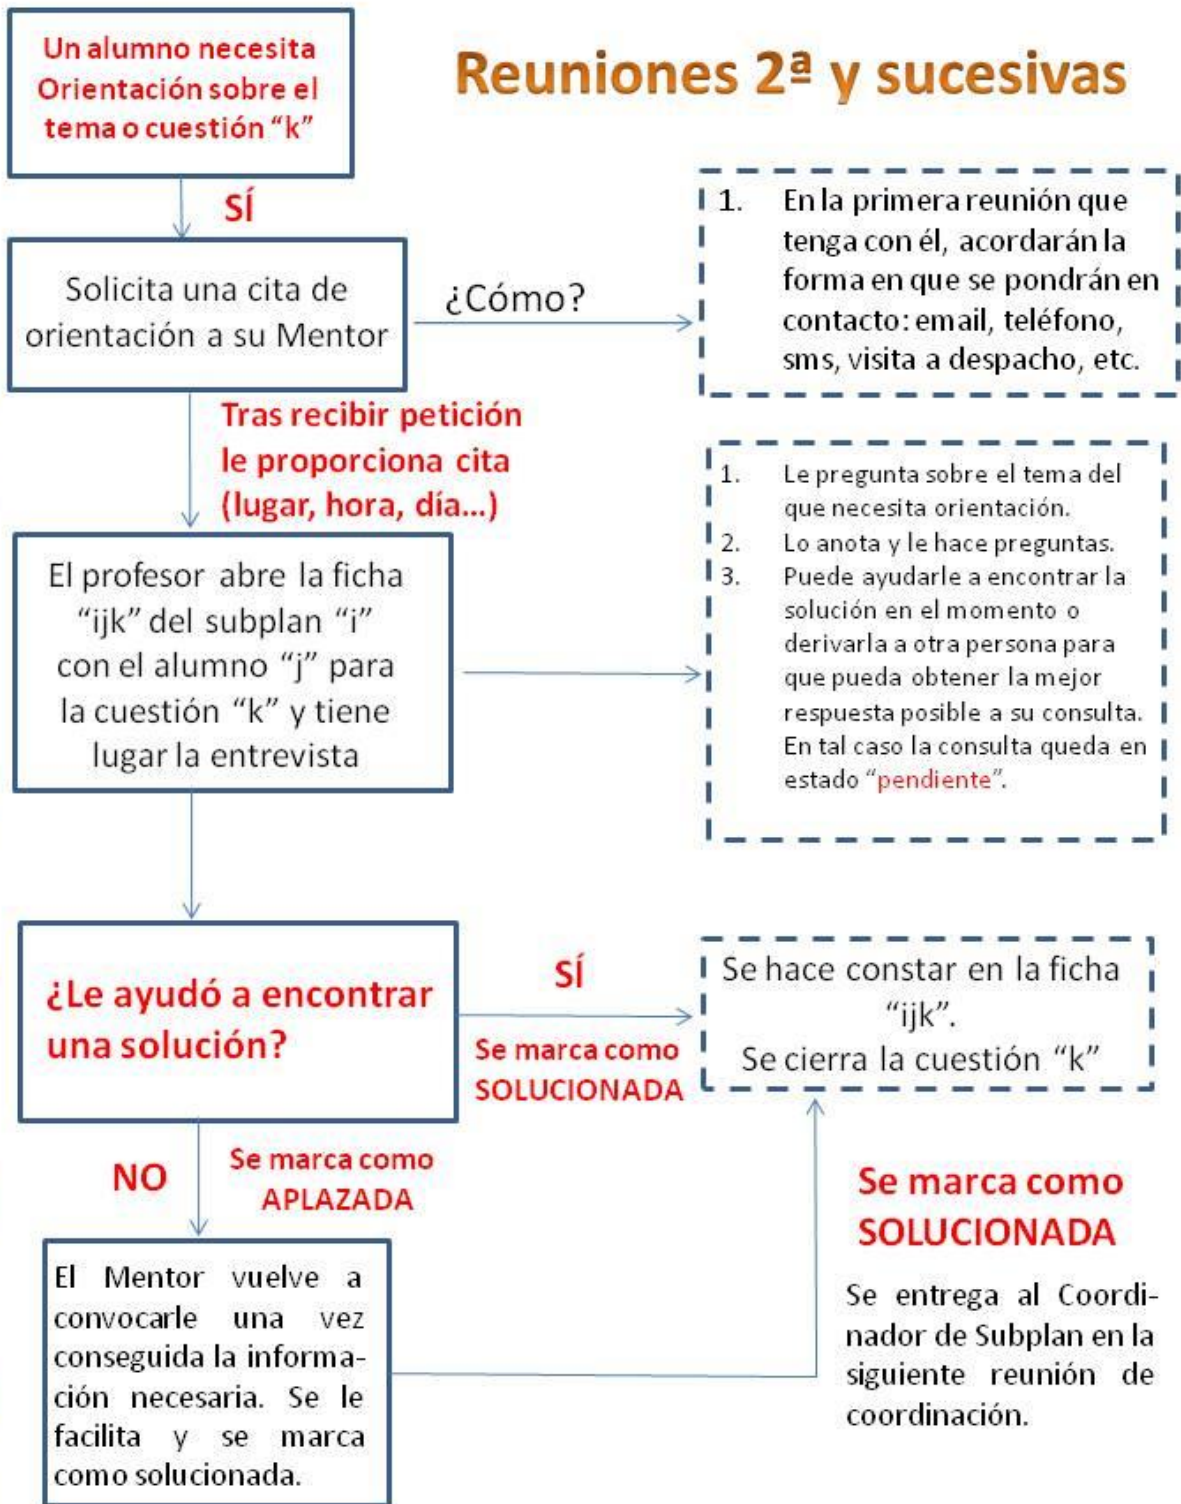 Un alumno necesita
Orientación sobre el
tema o cuestión “k”
Reuniones 2ª y sucesivas
SÍ
Solicita una cita de
orientación a su Mentor
¿Cómo?
1. En la primera reunión que
tenga con él, acordarán la
forma en que se pondrán en
contacto: email, teléfono,
sms, visita a despacho, etc.
Tras recibir petición
le proporciona cita
(lugar, hora, día...)
El profesor abre la ficha
“ijk” del subplan “i”
con el alumno “j” para
la cuestión “k” y tiene
lugar la entrevista
1. Le pregunta sobre el tema del
que necesita orientación.
2. Lo anota y le hace preguntas.
3. Puede ayudarle a encontrar la
solución en el momento o
derivarla a otra persona para
que pueda obtener la mejor
respuesta posible a su consulta.
En tal caso la consulta queda en
estado “pendiente”.
¿Le ayudó a encontrar
una solución?
SÍ
Se marca como
SOLUCIONADA
Se hace constar en la ficha
“ijk”.
Se cierra la cuestión “k”
NO
Se marca como
APLAZADA
El Mentor vuelve a
convocarle una vez
conseguida la informa-
ción necesaria. Se le
facilita y se marca
como solucionada.
Se marca como
SOLUCIONADA
Se entrega al Coordi-
nador de Subplan en la
siguiente reunión de
coordinación.